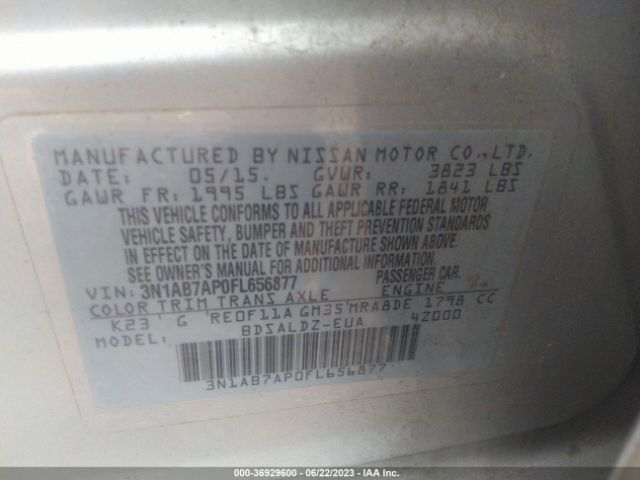 MANUFACTURED BY NISSAN MOTOR CO., LTD.
DATE: 05/15. GVWR: 3823 LBS
GAWR FR: 1995 LBS GAWR RR: 1841 LBS
THIS VEHICLE CONFORMS TO ALL APPLICABLE FEDERAL MOTOR
VEHICLE SAFETY, BUMPER AND THEFT PREVENTION STANDARDS
IN EFFECT ON THE DATE OF MANUFACTURE SHOWN ABOVE.
SEE OWNER'S MANUAL FOR ADDITIONAL INFORMATION.
VIN: 3N1AB7AP0FL656877 PASSENGER CAR.
COLOR TRIM TRANS AXLE ENGINE
K23 G RE0F11A GM35 MRA8DE 1798 CC
MODEL: BDSALDZ-EUA 4Z000
3N1AB7AP0FL656877
000-36929600 - 06/22/2023 - IAA Inc.